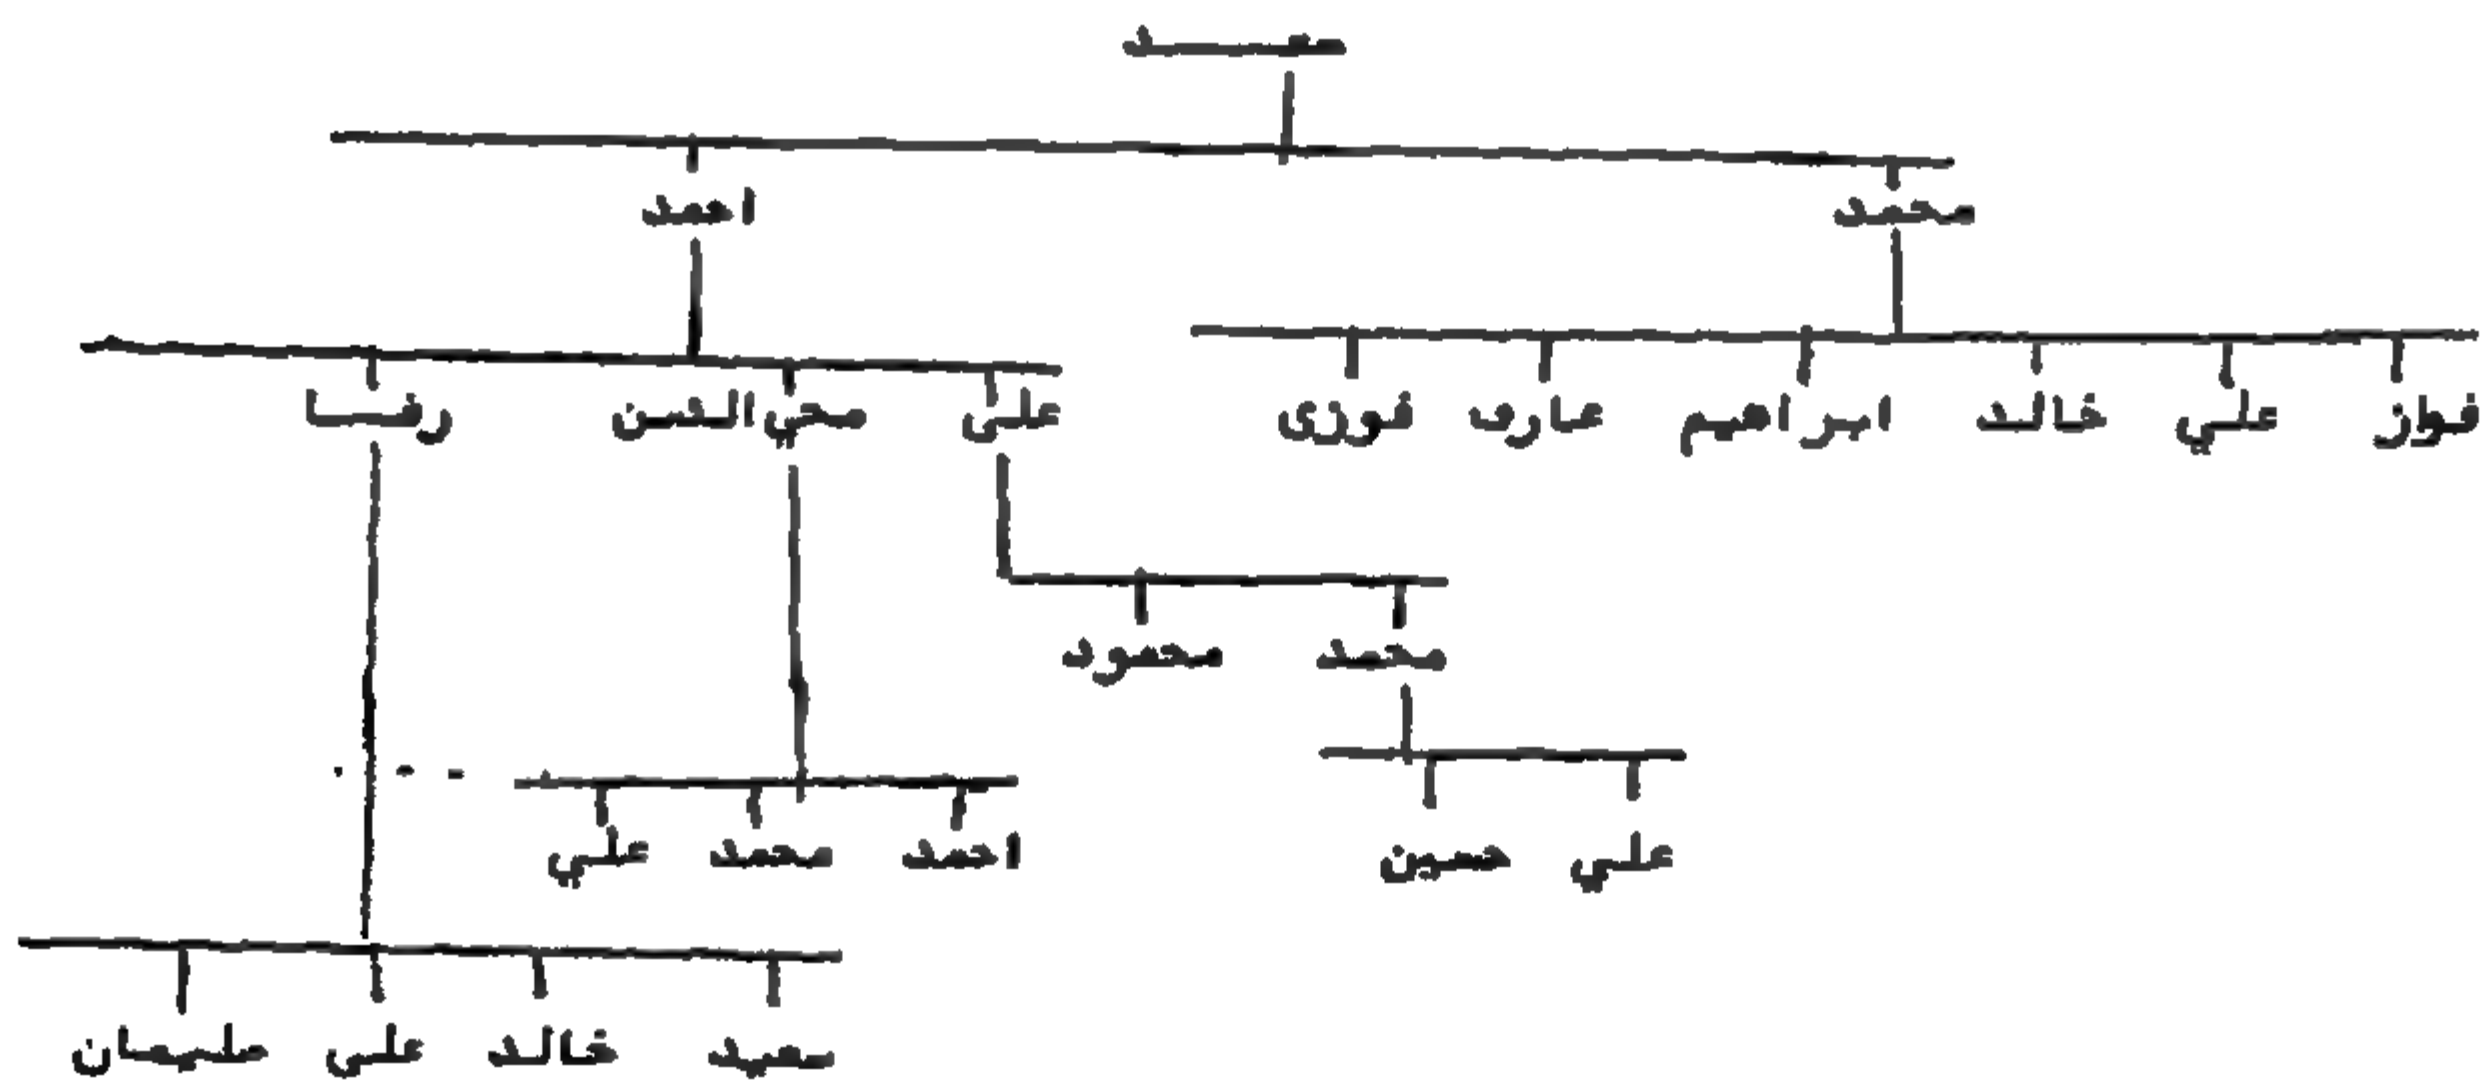 احمد محمد
رضا محي الدين علي فوزي عارف ابراهيم خالد علي فواز
محمود محمد
علي محمد احمد حسين علي
سليمان علي خالد سعيد